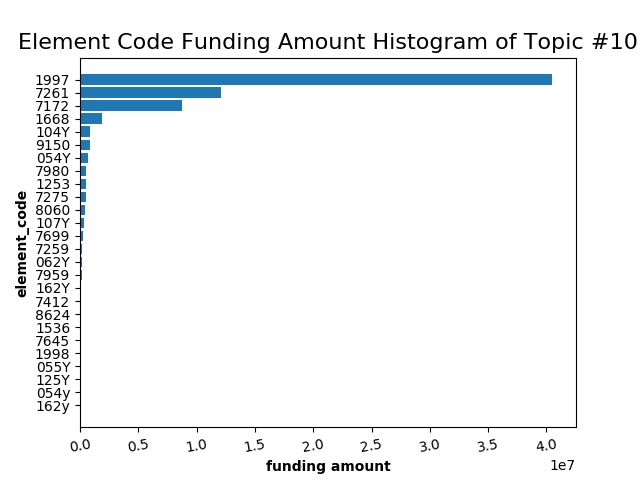 Element Code Funding Amount Histogram of Topic #10
1997
7261
7172
1668
104Y
9150
054Y
7980
1253
7275
8060
107Y
7699
7259
062Y
7959
162Y
7412
8624
1536
7645
1998
055Y
125Y
054y
162y
element_code
0.0 0.5 1.0 1.5 2.0 2.5 3.0 3.5 4.0
1e7
funding amount